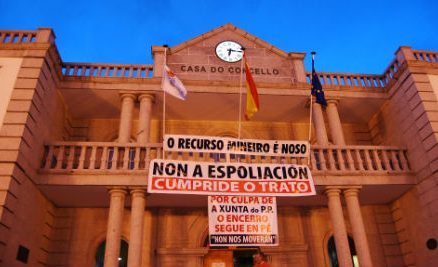 CASA DO CONCELLO
O RECURSO MINEIRO É NOSO
NON A ESPOLIACIÓN
CUMPRIDE O TRATO
POR CULPA DE
A XUNTA do P.P.
O ENCERRO
SEGUE EN PÉ
"NON NOS MOVERÁN"